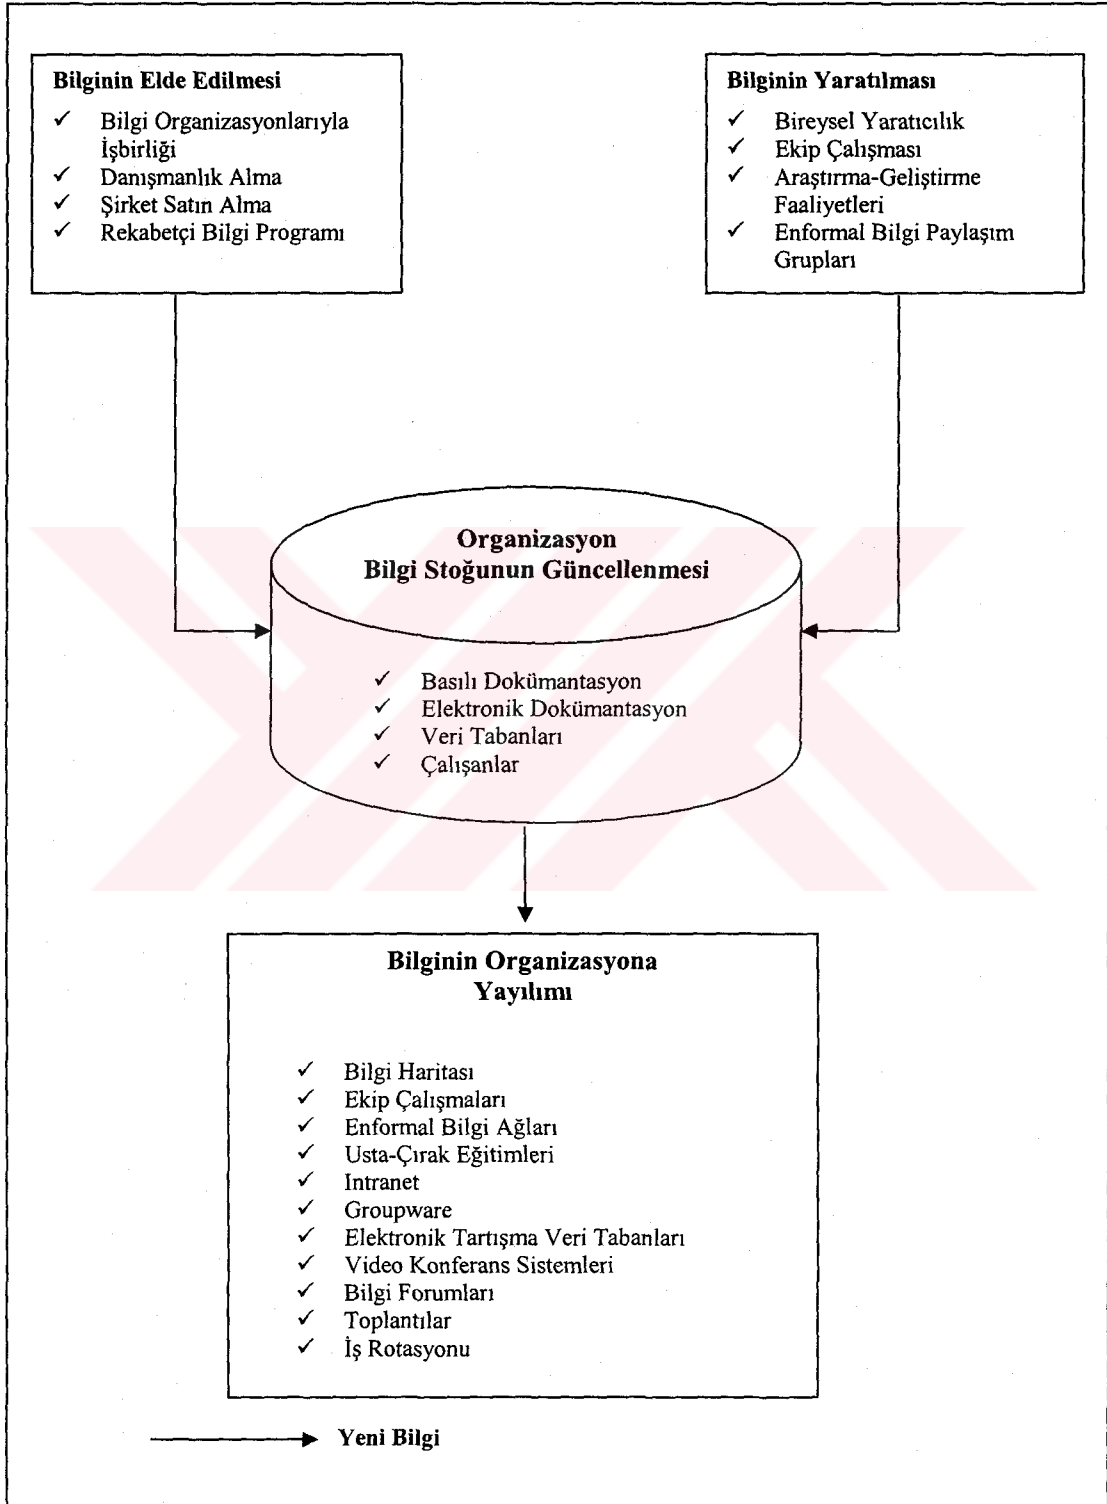 Bilginin Elde Edilmesi
✓ Bilgi Organizasyonlarıyla
İşbirliği
✓ Danışmanlık Alma
✓ Şirket Satın Alma
✓ Rekabetçi Bilgi Programı
Bilginin Yaratılması
✓ Bireysel Yaratıcılık
✓ Ekip Çalışması
✓ Araştırma-Geliştirme
Faaliyetleri
✓ Enformal Bilgi Paylaşım
Grupları
Organizasyon
Bilgi Stoğunun Güncellenmesi
✓ Basılı Dokümantasyon
✓ Elektronik Dokümantasyon
✓ Veri Tabanları
✓ Çalışanlar
Bilginin Organizasyona
Yayılımı
✓ Bilgi Haritası
✓ Ekip Çalışmaları
✓ Enformal Bilgi Ağları
✓ Usta-Çırak Eğitimleri
✓ Intranet
✓ Groupware
✓ Elektronik Tartışma Veri Tabanları
✓ Video Konferans Sistemleri
✓ Bilgi Forumları
✓ Toplantılar
✓ İş Rotasyonu
Yeni Bilgi